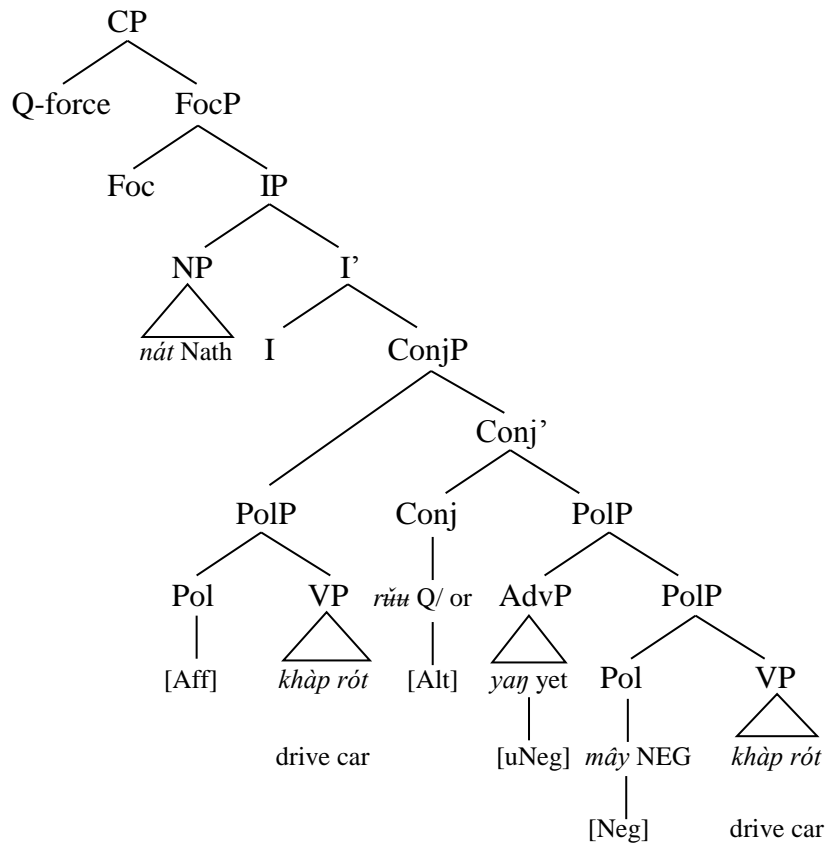 CP
Q-force FocP
Foc IP
NP I’
nát Nath I ConjP
Conj’
PolP Conj PolP
Pol VP rʉ̌ʉ Q/ or AdvP PolP
[Aff] khàp rót [Alt] yaŋ yet Pol VP
drive car [uNeg] mây NEG khàp rót
[Neg] drive car